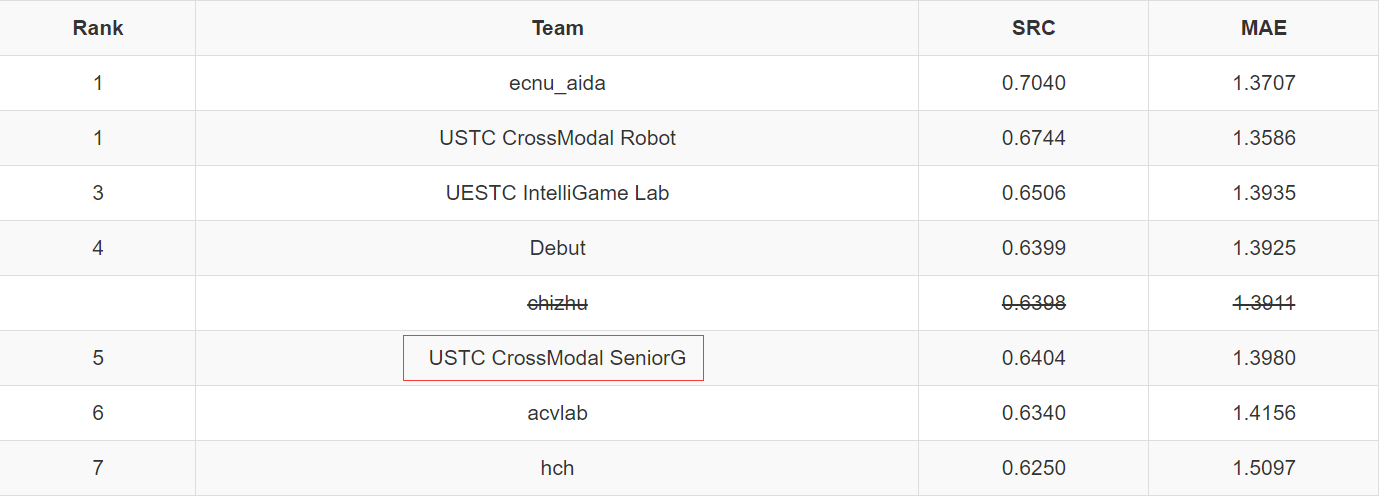 Rank Team SRC MAE
1 ecnu_aida 0.7040 1.3707
1 USTC CrossModal Robot 0.6744 1.3586
3 UESTC IntelliGame Lab 0.6506 1.3935
4 Debut 0.6399 1.3925
chizhu 0.6398 1.3911
5 USTC CrossModal SeniorG 0.6404 1.3980
6 acvlab 0.6340 1.4156
7 hch 0.6250 1.5097